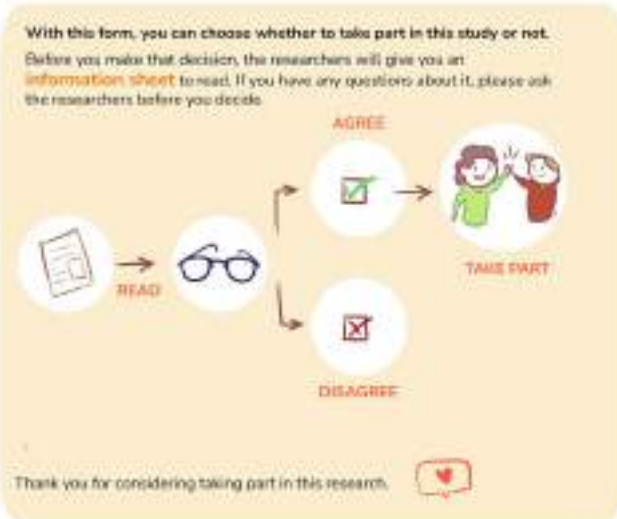 With this form, you can choose whether to take part in this study or not.
Before you make that decision, the researchers will give you an
information sheet to read. If you have any questions about it, please ask
the researchers before you decide.
AGREE
READ
TAKE PART
DISAGREE
Thank you for considering taking part in this research.